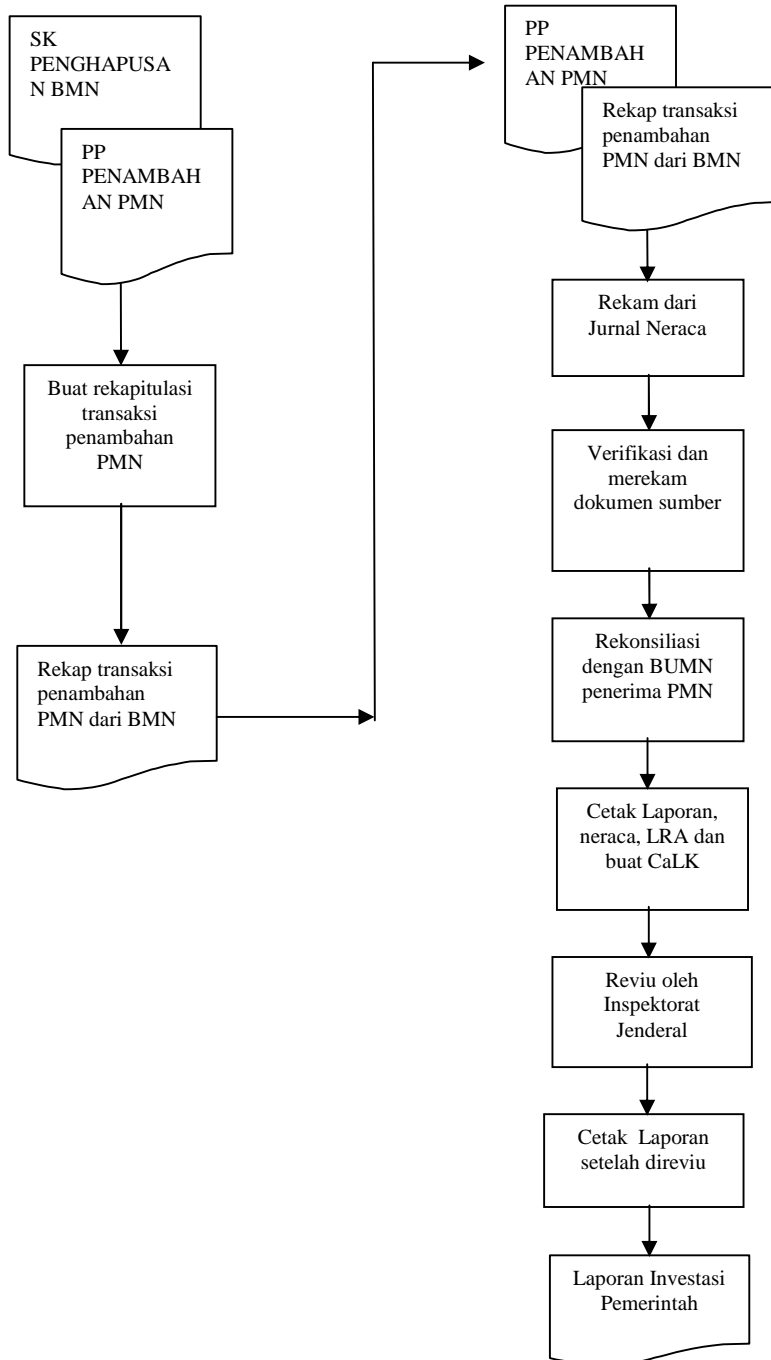 SK
PENGHAPUSA
N BMN
PP
PENAMBAH
AN PMN
Buat rekapitulasi
transaksi
penambahan
PMN
Rekap transaksi
penambahan
PMN dari BMN
PP
PENAMBAH
AN PMN
Rekap transaksi
penambahan
PMN dari BMN
Rekam dari
Jurnal Neraca
Verifikasi dan
merekam
dokumen sumber
Rekonsiliasi
dengan BUMN
penerima PMN
Cetak Laporan,
neraca, LRA dan
buat CaLK
Reviu oleh
Inspektorat
Jenderal
Cetak Laporan
setelah direviu
Laporan Investasi
Pemerintah